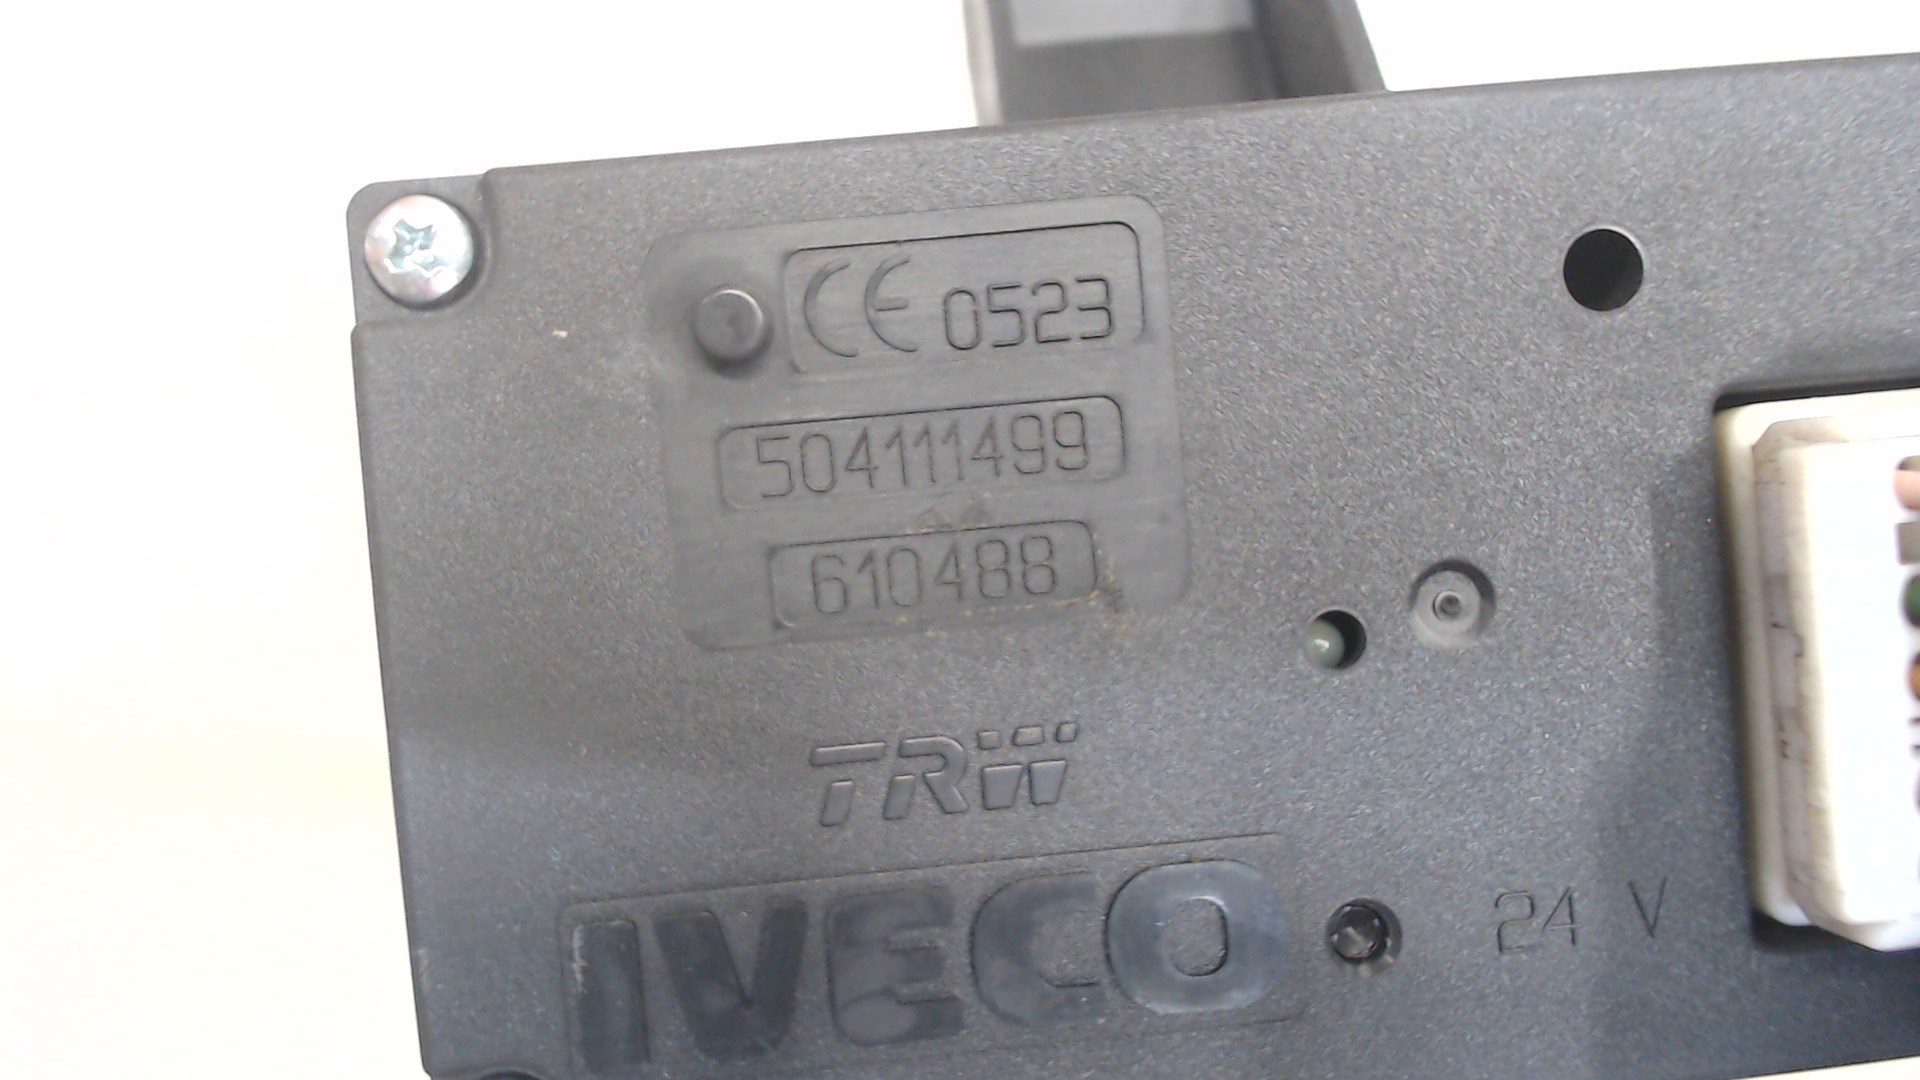 CE 0523
504111499
610488
TRW
IVECO
24 V